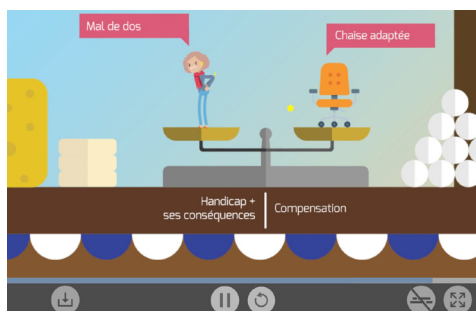 Mal de dos
Chaise adaptée
Handicap +
ses conséquences
Compensation